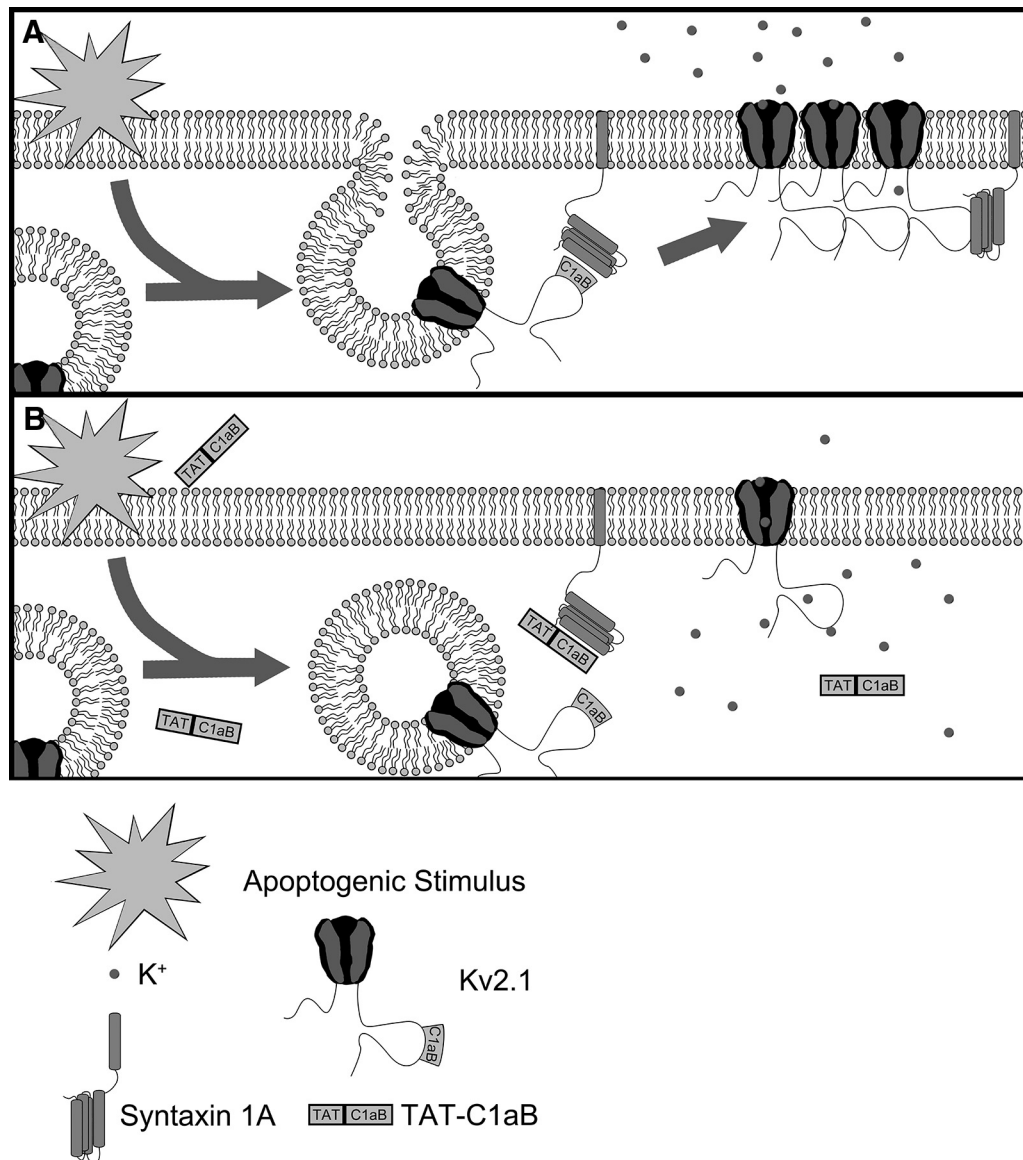 A
C1aB
B
TAT C1aB
TAT C1aB
TAT C1aB
C1aB
TAT C1aB
Apoptogenic Stimulus
K⁺
Kv2.1
C1aB
Syntaxin 1A
TAT C1aB TAT-C1aB